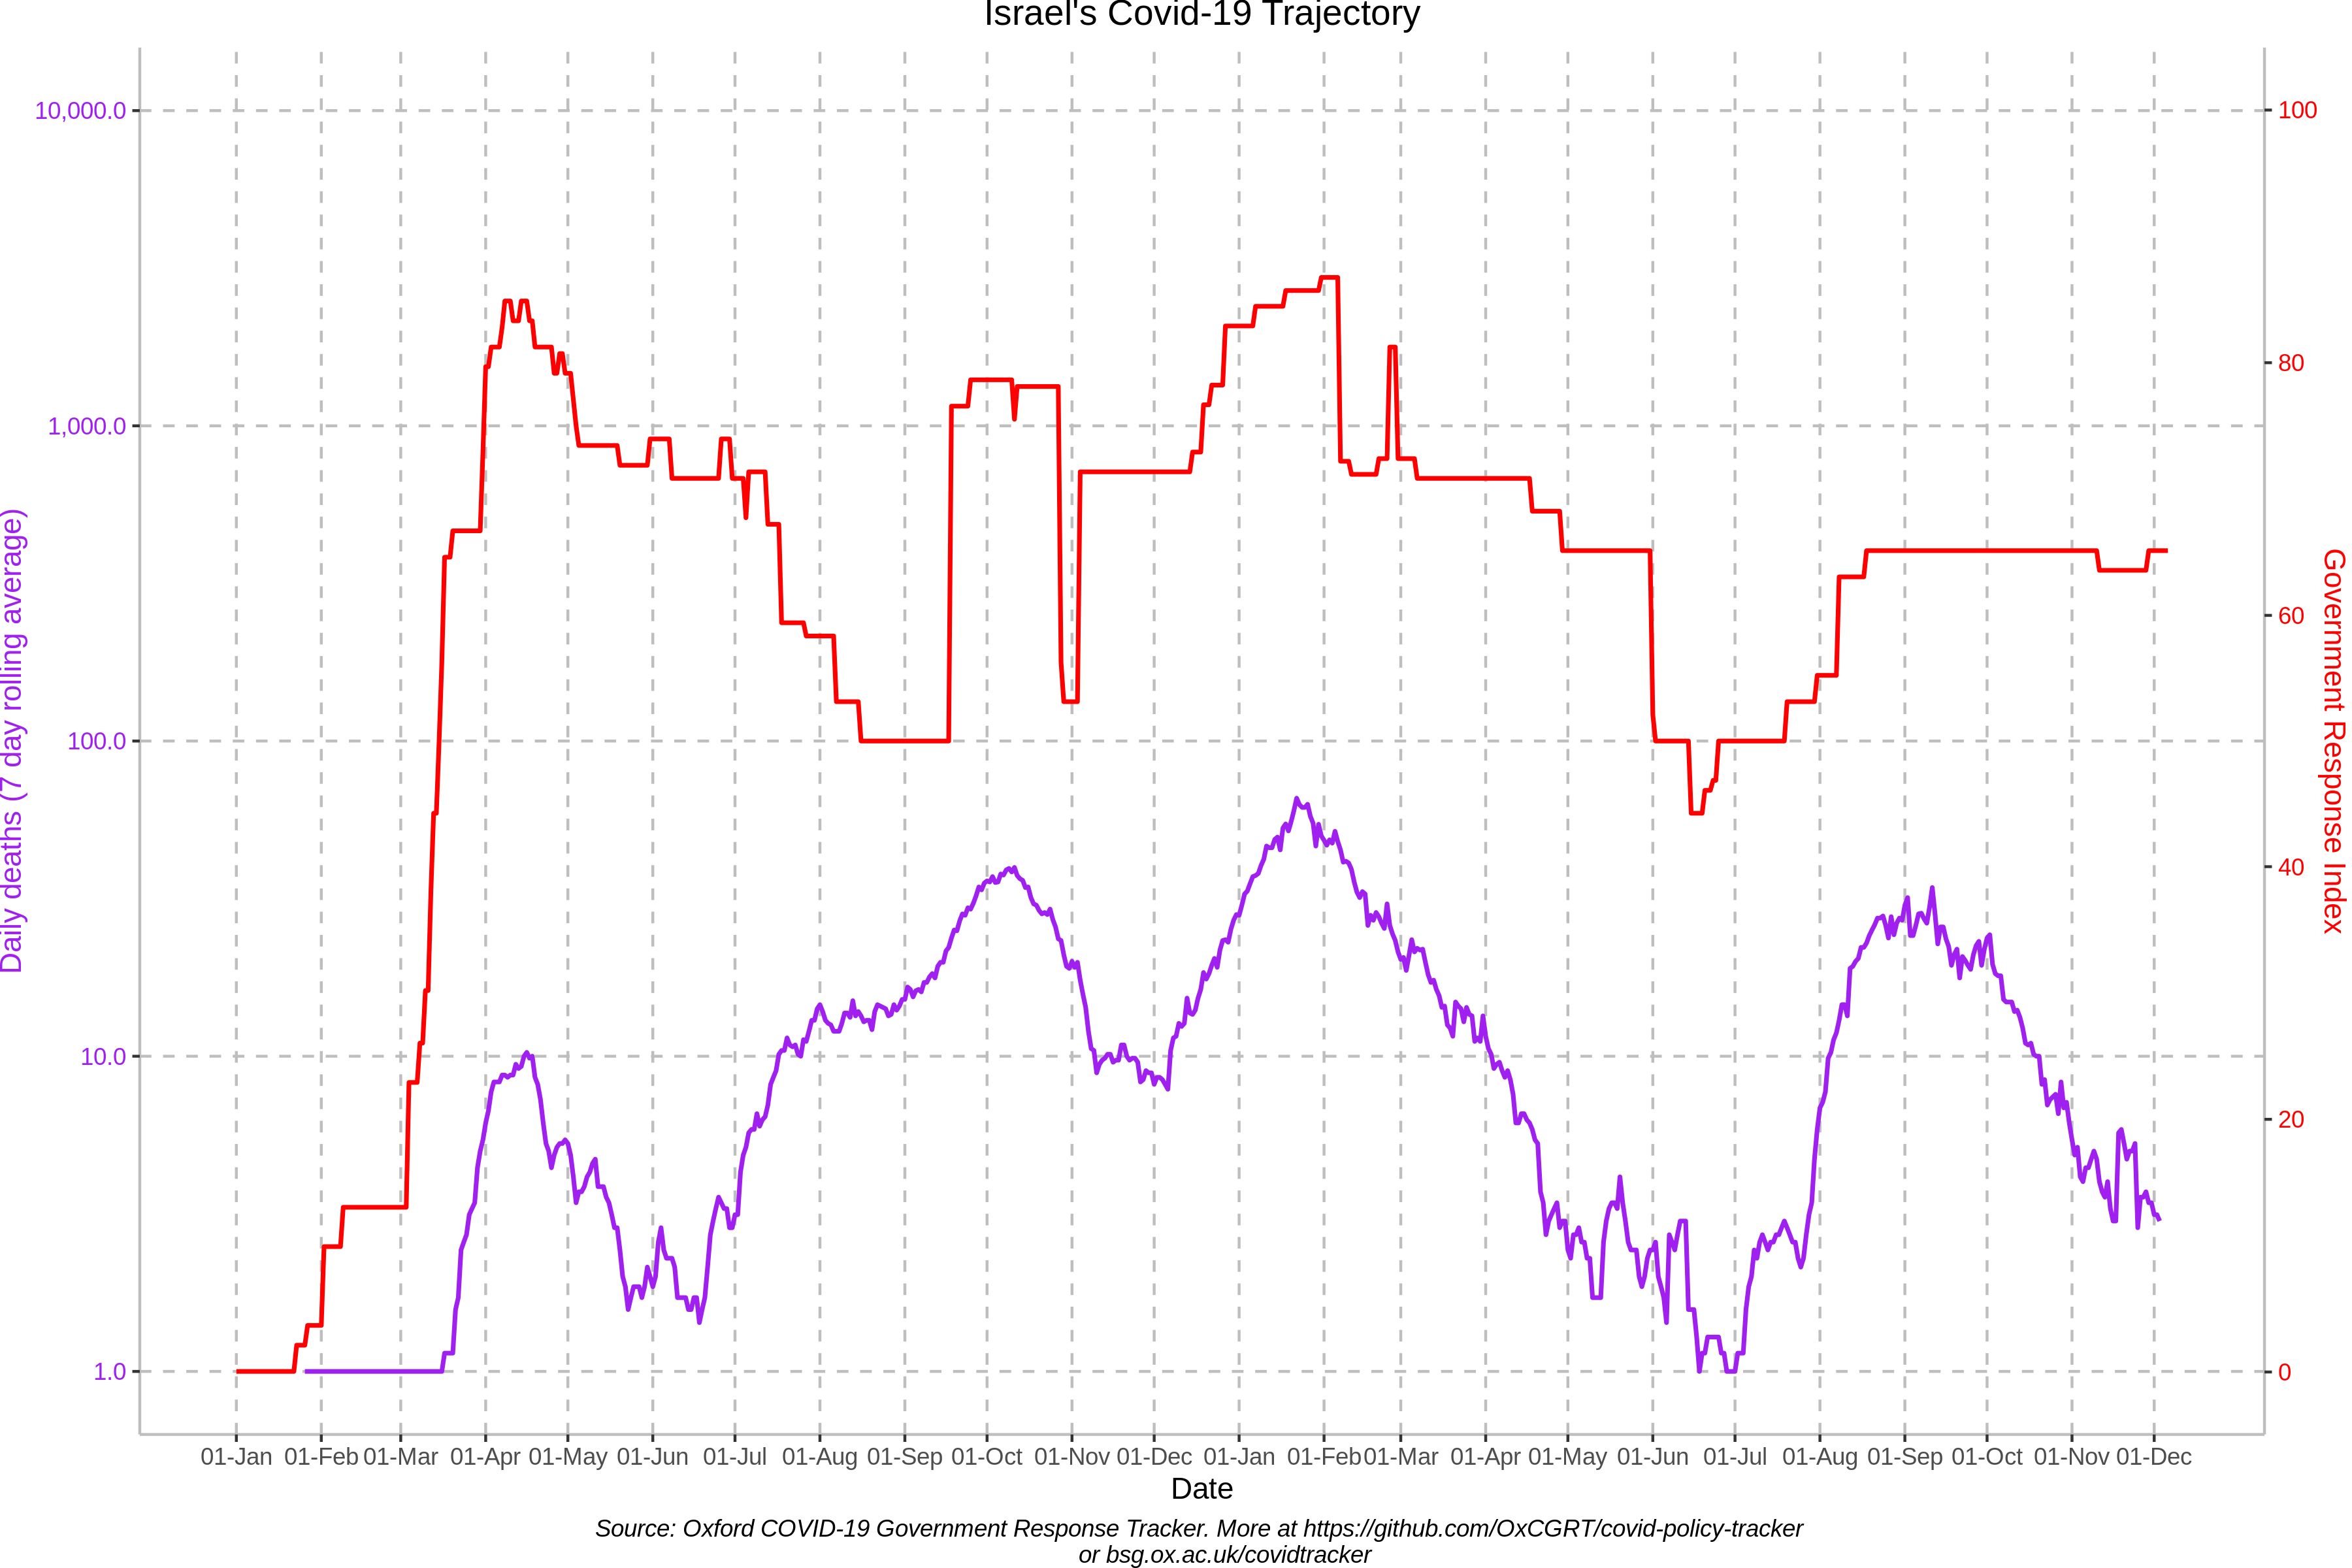 Israel's Covid-19 Trajectory
10,000.0
1,000.0
100.0
10.0
1.0
Daily deaths (7 day rolling average)
100
80
60
40
20
0
Government Response Index
01-Jan 01-Feb 01-Mar 01-Apr 01-May 01-Jun 01-Jul 01-Aug 01-Sep 01-Oct 01-Nov 01-Dec 01-Jan 01-Feb 01-Mar 01-Apr 01-May 01-Jun 01-Jul 01-Aug 01-Sep 01-Oct 01-Nov 01-Dec
Date
Source: Oxford COVID-19 Government Response Tracker. More at https://github.com/OxCGRT/covid-policy-tracker
or bsg.ox.ac.uk/covidtracker